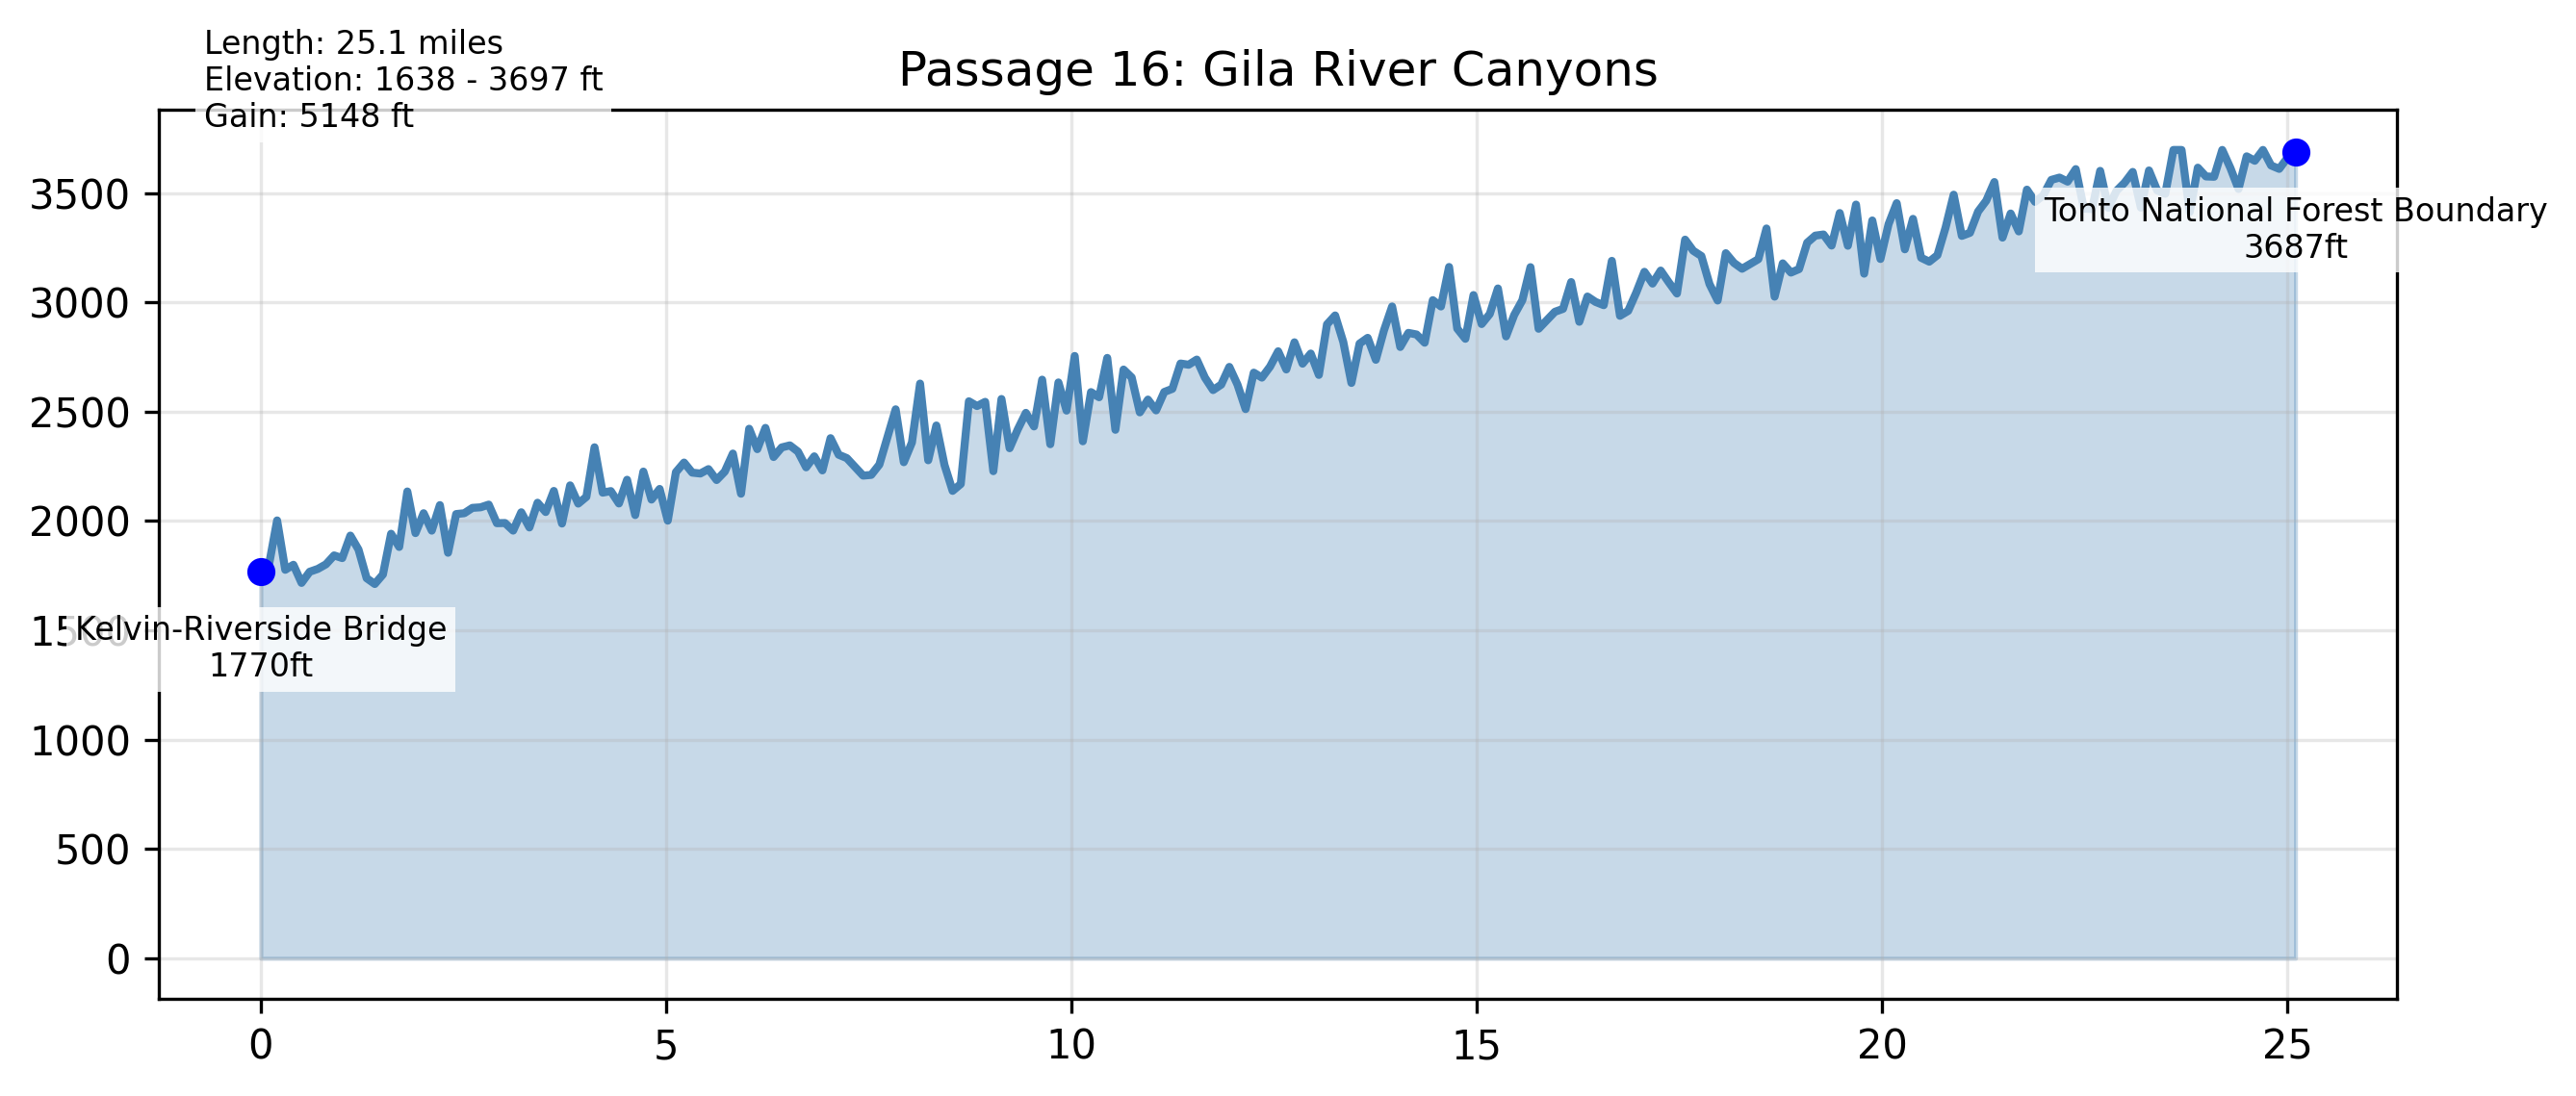 Length: 25.1 miles
Elevation: 1638 - 3697 ft
Gain: 5148 ft
Passage 16: Gila River Canyons
3500
3000
2500
2000
1500
1000
500
0
Tonto National Forest Boundary
3687ft
Kelvin-Riverside Bridge
1770ft
0 5 10 15 20 25